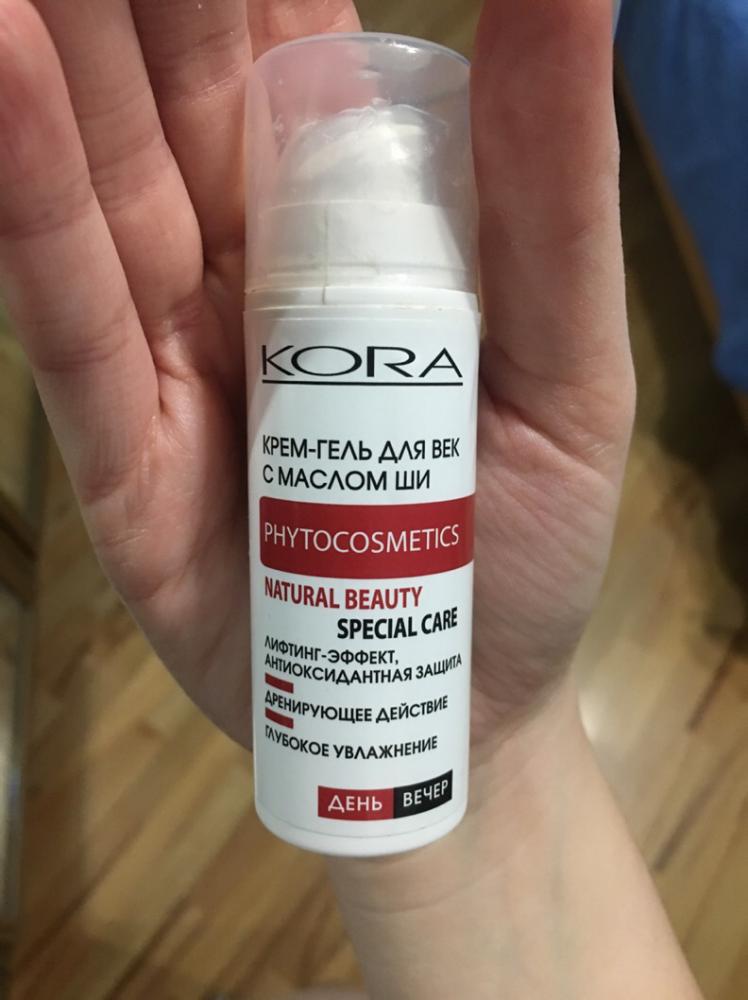 KORA
КРЕМ-ГЕЛЬ ДЛЯ ВЕК
С МАСЛОМ ШИ
PHYTOCOSMETICS
NATURAL BEAUTY
SPECIAL CARE
ЛИФТИНГ-ЭФФЕКТ,
АНТИОКСИДАНТНАЯ ЗАЩИТА
ДРЕНИРУЮЩЕЕ ДЕЙСТВИЕ
ГЛУБОКОЕ УВЛАЖНЕНИЕ
ДЕНЬ ВЕЧЕР